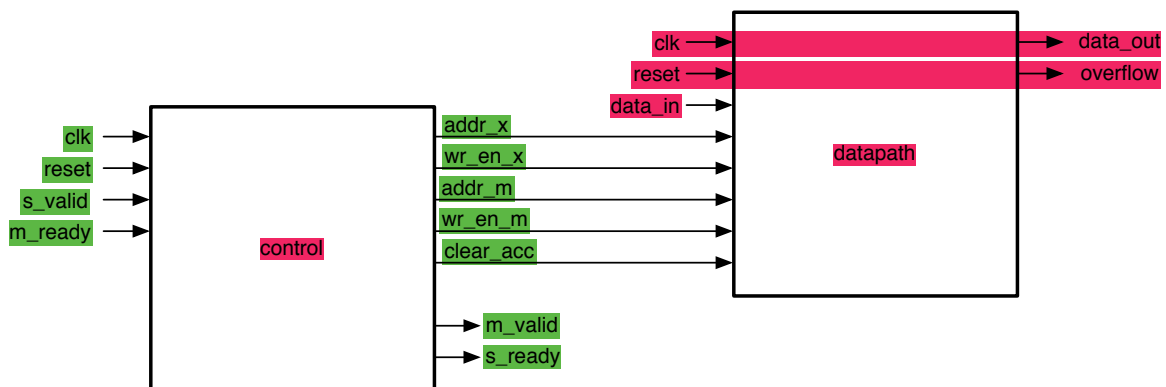 clk
data_out
reset
overflow
data_in
addr_x
clk
wr_en_x
datapath
reset
addr_m
s_valid
wr_en_m
m_ready
control
clear_acc
m_valid
s_ready